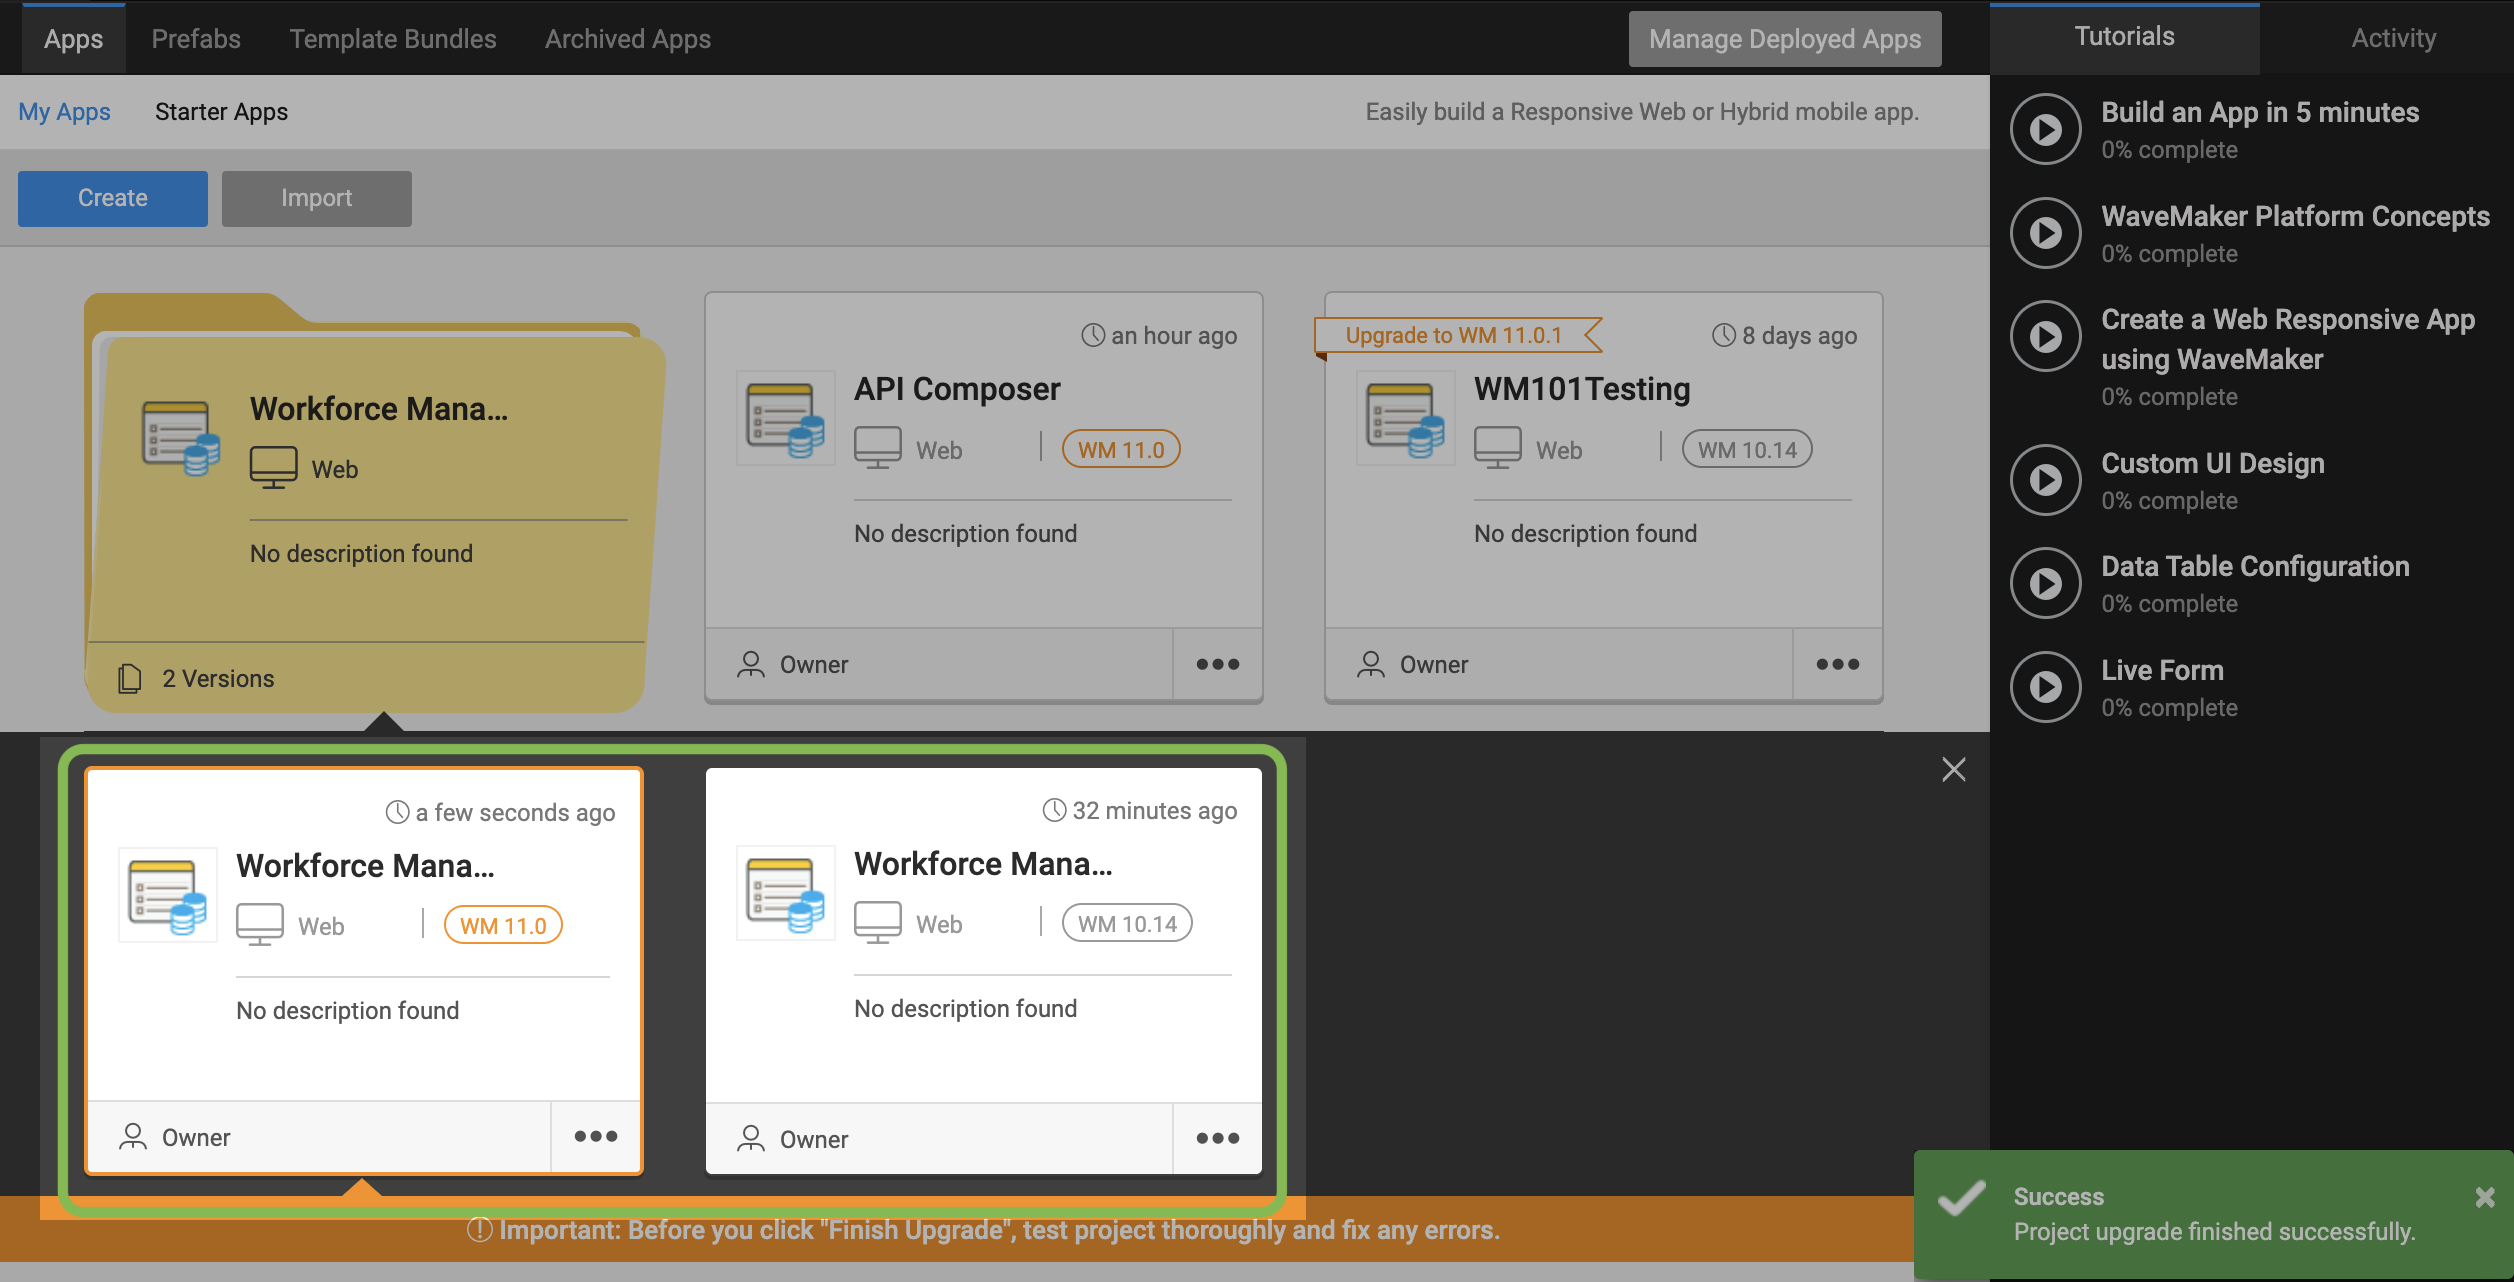 Apps
Prefabs
Template Bundles
Archived Apps
Manage Deployed Apps
Tutorials
Activity
My Apps
Starter Apps
Easily build a Responsive Web or Hybrid mobile app.
Create
Import
Workforce Mana...
Web
No description found
2 Versions
an hour ago
API Composer
Web
WM 11.0
No description found
Owner
Upgrade to WM 11.0.1
8 days ago
WM101Testing
Web
WM 10.14
No description found
Owner
Build an App in 5 minutes
0% complete
WaveMaker Platform Concepts
0% complete
Create a Web Responsive App
using WaveMaker
0% complete
Custom UI Design
0% complete
Data Table Configuration
0% complete
Live Form
0% complete
a few seconds ago
Workforce Mana...
Web
WM 11.0
No description found
Owner
32 minutes ago
Workforce Mana...
Web
WM 10.14
No description found
Owner
Important: Before you click "Finish Upgrade", test project thoroughly and fix any errors.
Success
Project upgrade finished successfully.